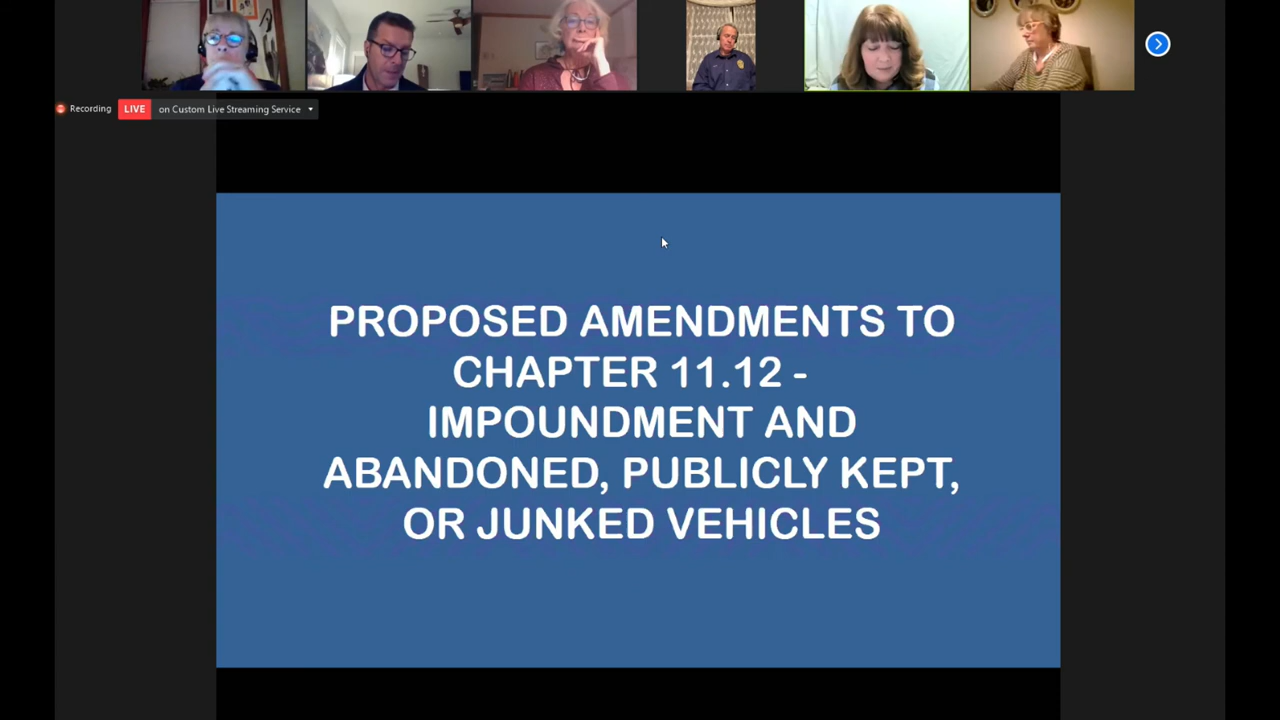 Recording
LIVE
on Custom Live Streaming Service
PROPOSED AMENDMENTS TO
CHAPTER 11.12 -
IMPOUNDMENT AND
ABANDONED, PUBLICLY KEPT,
OR JUNKED VEHICLES